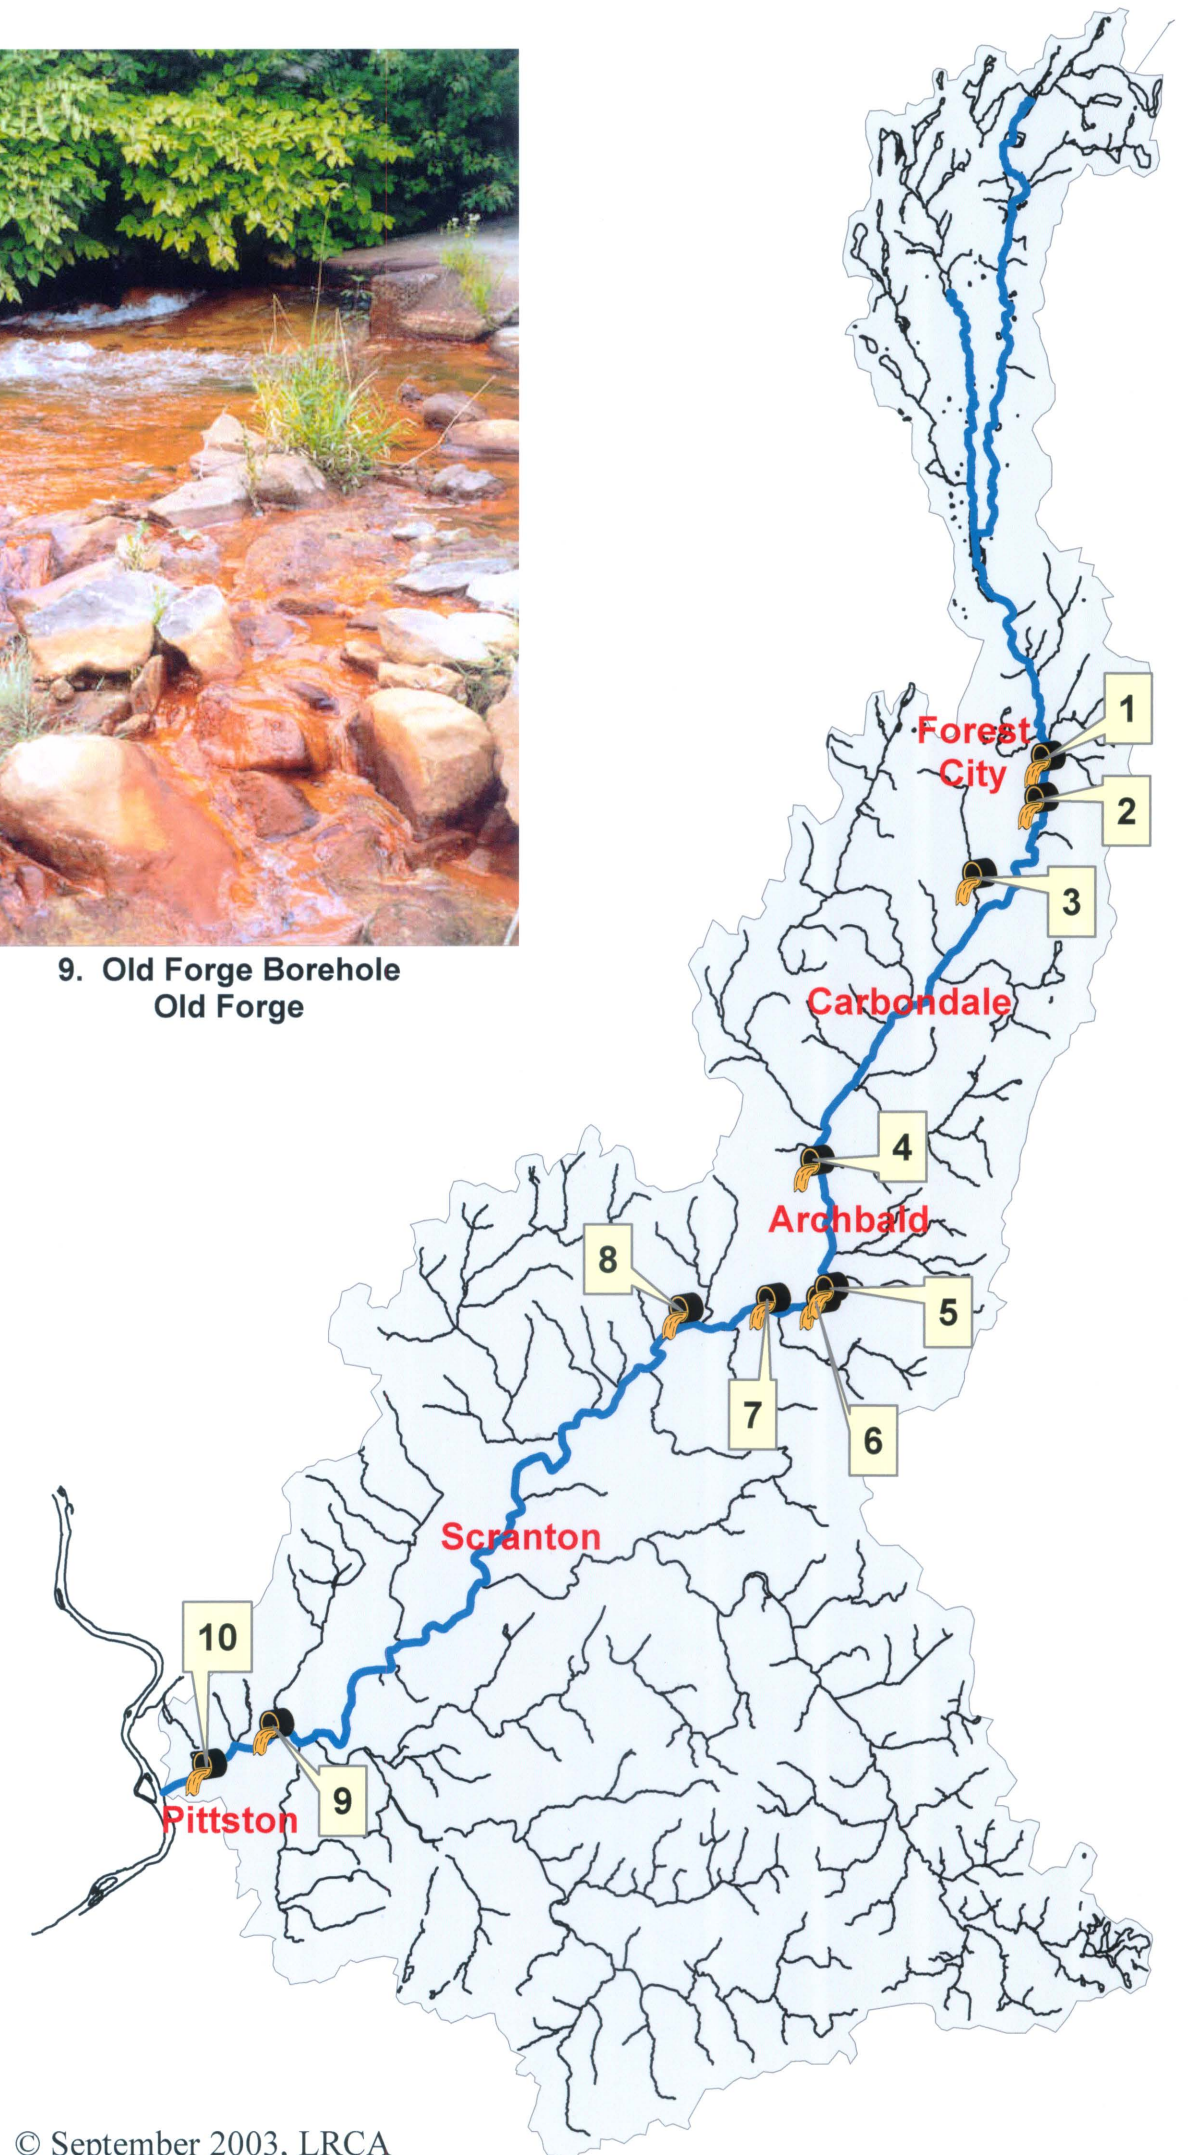 9. Old Forge Borehole
Old Forge
Forest
City
1
2
3
Carbondale
4
Archbald
8
5
7
6
Scranton
10
9
Pittston
© September 2003, LRCA